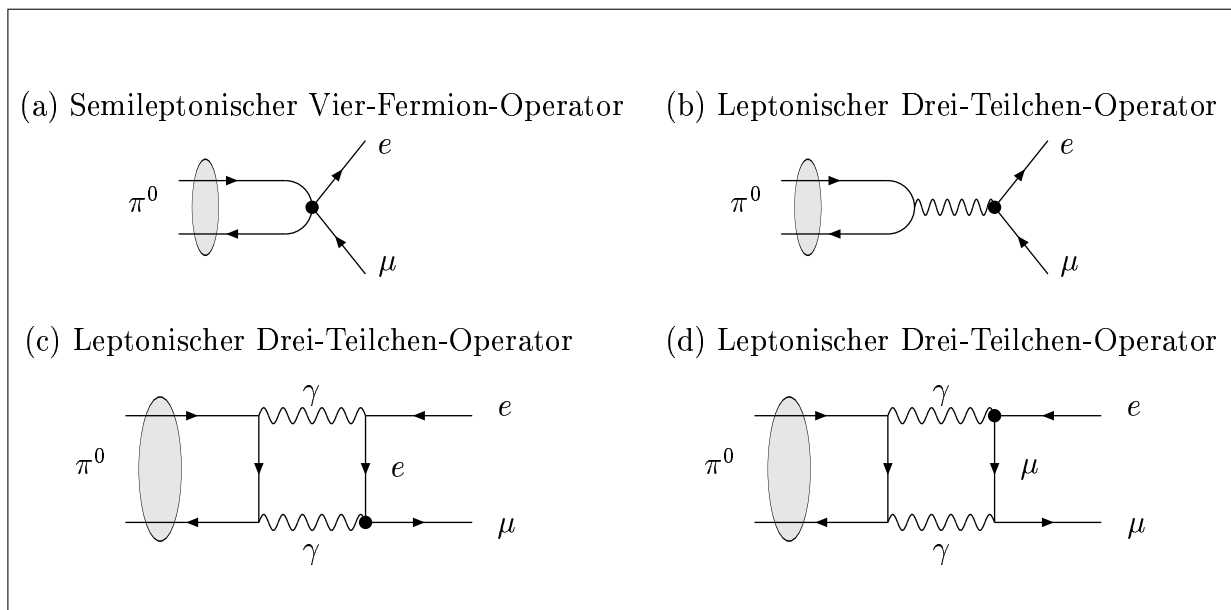 (a) Semileptonischer Vier-Fermion-Operator
e
π⁰
μ
(b) Leptonischer Drei-Teilchen-Operator
e
π⁰
μ
(c) Leptonischer Drei-Teilchen-Operator
γ
e
π⁰
e
μ
γ
(d) Leptonischer Drei-Teilchen-Operator
γ
e
π⁰
μ
μ
γ